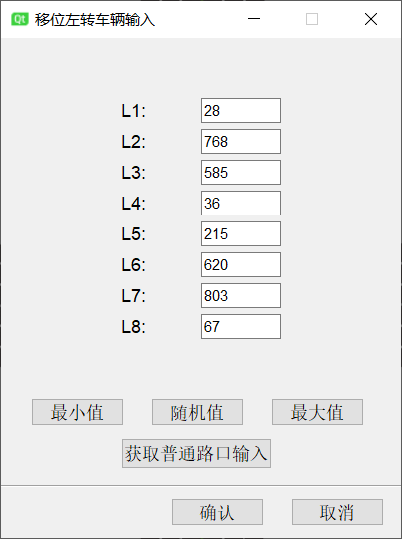 Qt 移位左转车辆输入
L1: 28
L2: 768
L3: 585
L4: 36
L5: 215
L6: 620
L7: 803
L8: 67
最小值 随机值 最大值
获取普通路口输入
确认 取消